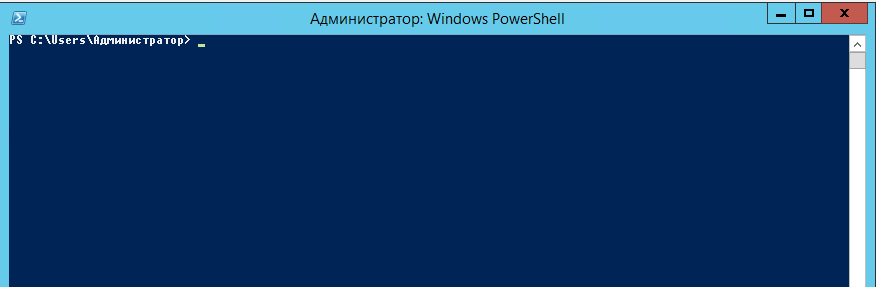 Администратор: Windows PowerShell
PS C:\Users\Администратор>